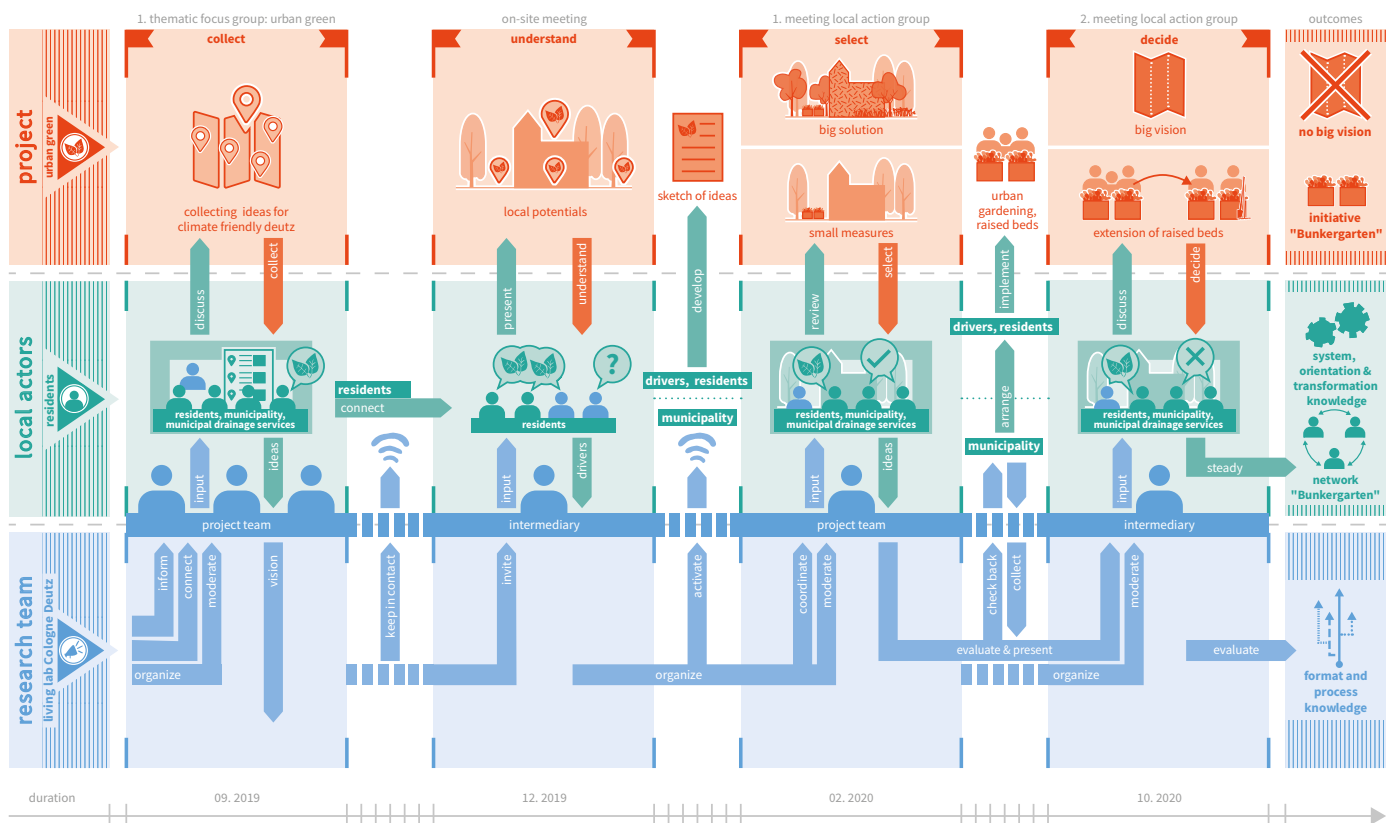 1. thematic focus group: urban green
on-site meeting
1. meeting local action group
2. meeting local action group
outcomes
collect
understand
select
decide
project
urban green
collecting ideas for
climate friendly deutz
local potentials
sketch of ideas
big solution
small measures
urban
gardening,
raised beds
big vision
extension of raised beds
no big vision
initiative
"Bunkergarten"
discuss
collect
present
understand
develop
review
select
implement
discuss
decide
local actors
residents
residents, municipality,
municipal drainage services
residents
connect
?
residents
drivers, residents
municipality
residents, municipality,
municipal drainage services
drivers, residents
arrange
municipality
residents, municipality,
municipal drainage services
system,
orientation &
transformation
knowledge
network
"Bunkergarten"
input
ideas
input
drivers
input
ideas
input
steady
project team
intermediary
project team
intermediary
research team
living lab Cologne Deutz
inform
connect
moderate
organize
vision
keep in contact
invite
activate
organize
coordinate
moderate
check back
collect
evaluate & present
organize
moderate
evaluate
format and
process
knowledge
duration
09. 2019
12. 2019
02. 2020
10. 2020